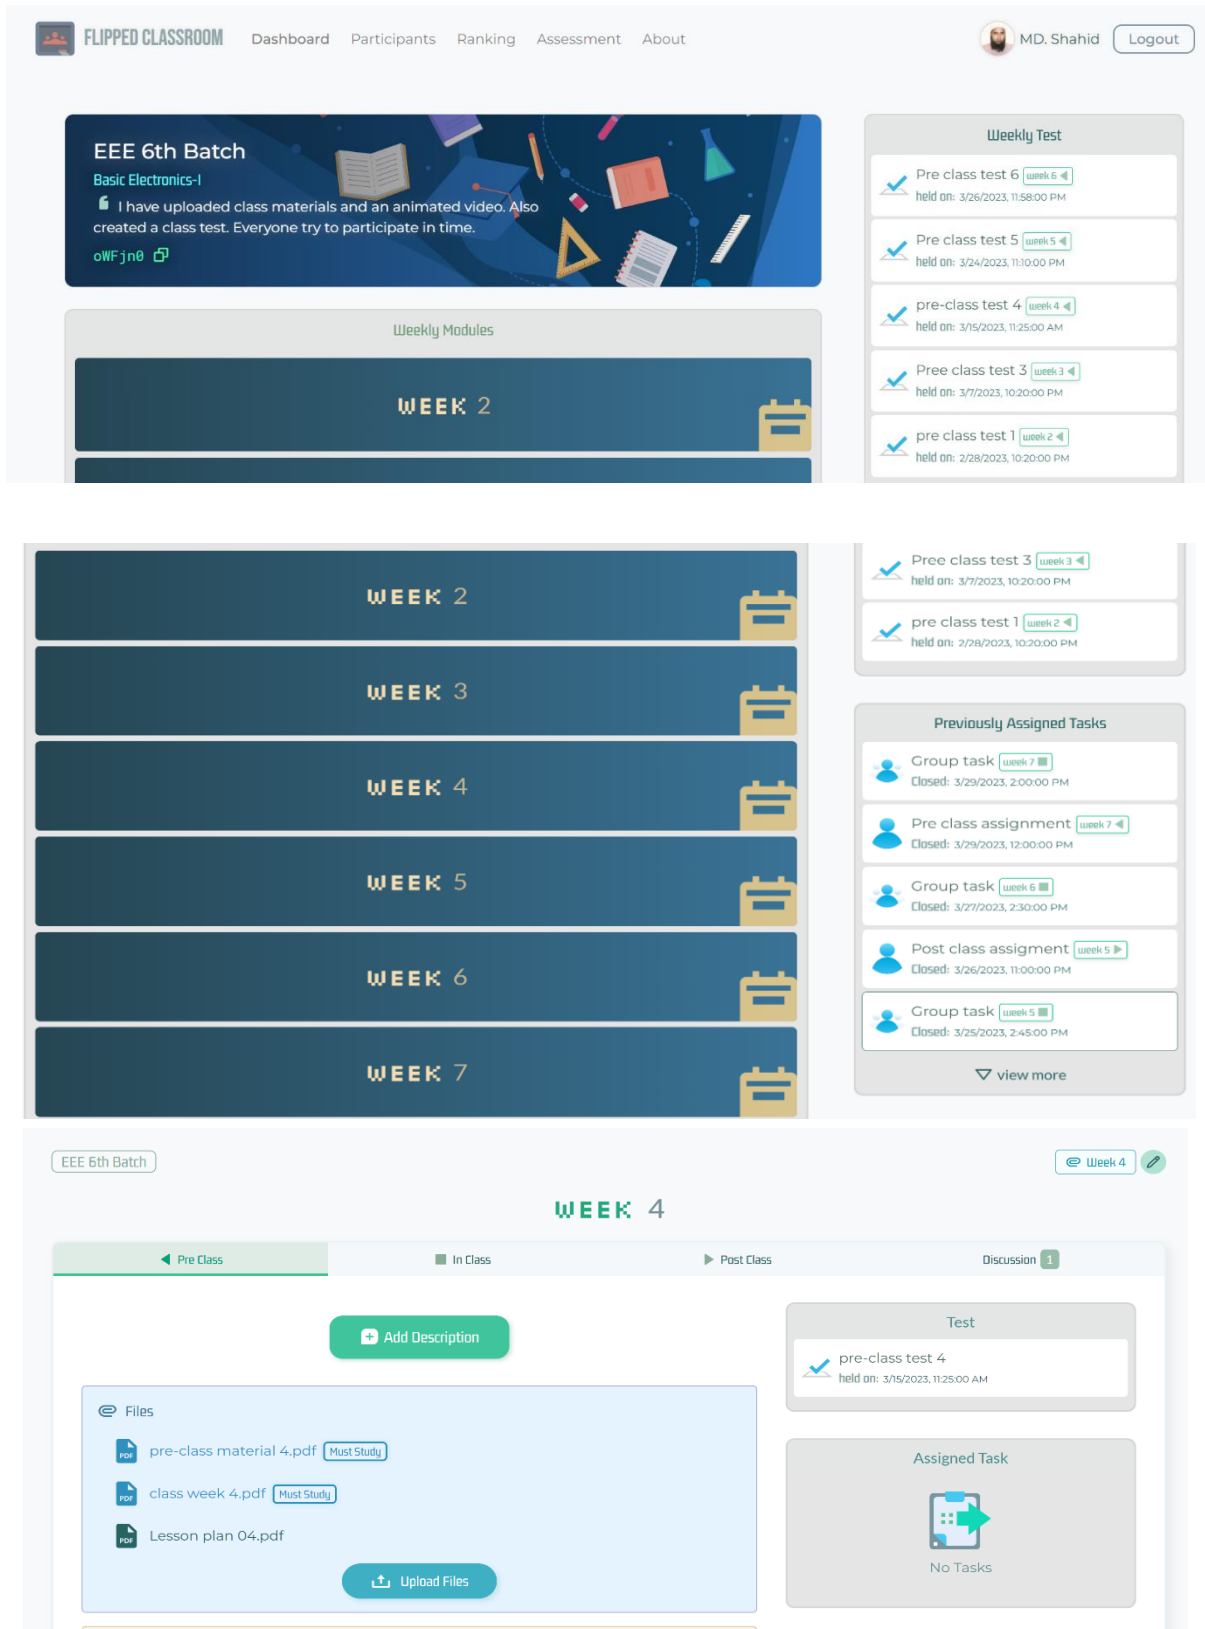 FLIPPED CLASSROOM Dashboard Participants Ranking Assessment About MD. Shahid Logout
EEE 6th Batch
Basic Electronics-I
I have uploaded class materials and an animated video. Also
created a class test. Everyone try to participate in time.
oWFjn0
Weekly Modules
WEEK 2
Weekly Test
Pre class test 6 week 6
held on: 3/26/2023, 11:58:00 PM
Pre class test 5 week 5
held on: 3/24/2023, 11:10:00 PM
pre-class test 4 week 4
held on: 3/15/2023, 11:25:00 AM
Pree class test 3 week 3
held on: 3/7/2023, 10:20:00 PM
pre class test 1 week 2
held on: 2/28/2023, 10:20:00 PM
WEEK 2
WEEK 3
WEEK 4
WEEK 5
WEEK 6
WEEK 7
Pree class test 3 week 3
held on: 3/7/2023, 10:20:00 PM
pre class test 1 week 2
held on: 2/28/2023, 10:20:00 PM
Previously Assigned Tasks
Group task week 7
Closed: 3/29/2023, 2:00:00 PM
Pre class assignment week 7
Closed: 3/29/2023, 12:00:00 PM
Group task week 6
Closed: 3/27/2023, 2:30:00 PM
Post class assigment week 5
Closed: 3/26/2023, 11:00:00 PM
Group task week 5
Closed: 3/25/2023, 2:45:00 PM
view more
EEE 6th Batch Week 4
WEEK 4
Pre Class In Class Post Class Discussion 1
Add Description
Files
PDF pre-class material 4.pdf Must Study
PDF class week 4.pdf Must Study
PDF Lesson plan 04.pdf
Upload Files
Test
pre-class test 4
held on: 3/15/2023, 11:25:00 AM
Assigned Task
No Tasks